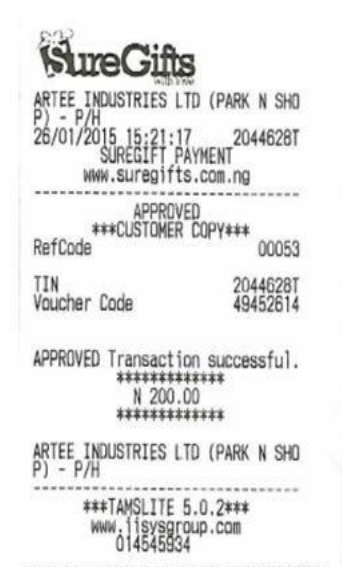 SureGifts
with love
ARTEE INDUSTRIES LTD (PARK N SHO
P) - P/H
26/01/2015 15:21:17 2044628T
SUREGIFT PAYMENT
www.suregifts.com.ng
--------------------------------
APPROVED
***CUSTOMER COPY***
RefCode 00053
TIN 2044628T
Voucher Code 49452614
APPROVED Transaction successful.
*************
N 200.00
*************
ARTEE INDUSTRIES LTD (PARK N SHO
P) - P/H
--------------------------------
***TAMSLITE 5.0.2***
www.iisysgroup.com
014545934